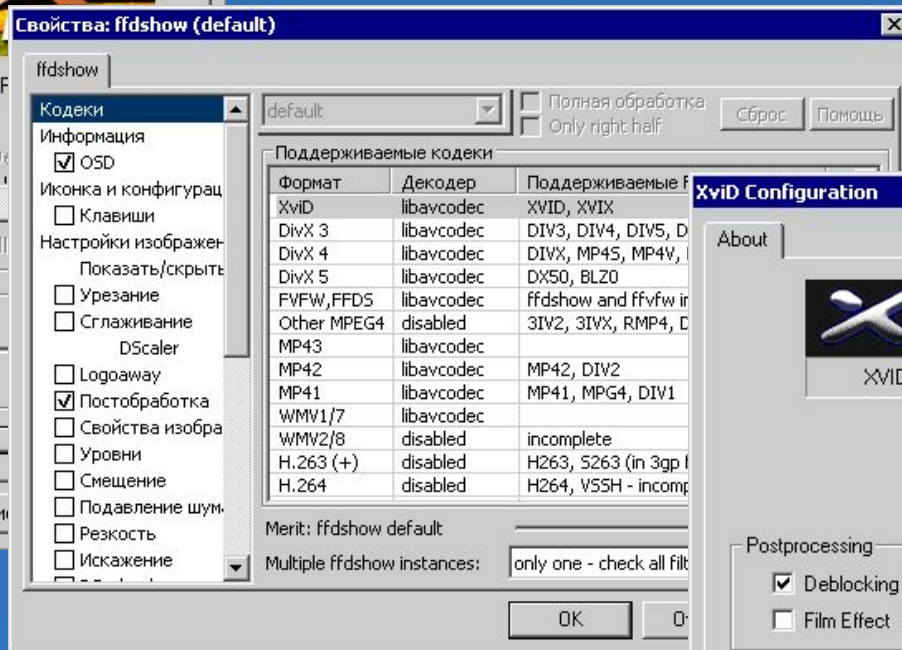 Свойства: ffdshow (default)
ffdshow
Кодеки
Информация
OSD
Иконка и конфигурац
Клавиши
Настройки изображен
Показать/скрыть
Урезание
Сглаживание
DScaler
Logoaway
Постобработка
Свойства изобра
Уровни
Смещение
Подавление шум
Резкость
Искажение
default
Полная обработка
Only right half
Сброс
Помощь
Поддерживаемые кодеки
Формат Декодер Поддерживаемые F
XviD libavcodec XVID, XVIX
DivX 3 libavcodec DIV3, DIV4, DIV5, D
DivX 4 libavcodec DIVX, MP4S, MP4V,
DivX 5 libavcodec DX50, BLZ0
FVFW,FFDS libavcodec ffdshow and ffvfw in
Other MPEG4 disabled 3IV2, 3IVX, RMP4, D
MP43 libavcodec
MP42 libavcodec MP42, DIV2
MP41 libavcodec MP41, MPG4, DIV1
WMV1/7 libavcodec
WMV2/8 disabled incomplete
H.263 (+) disabled H263, S263 (in 3gp f
H.264 disabled H264, VSSH - incomp
Merit: ffdshow default
Multiple ffdshow instances: only one - check all filt
OK
От
XviD Configuration
About
XVID
Postprocessing
Deblocking
Film Effect